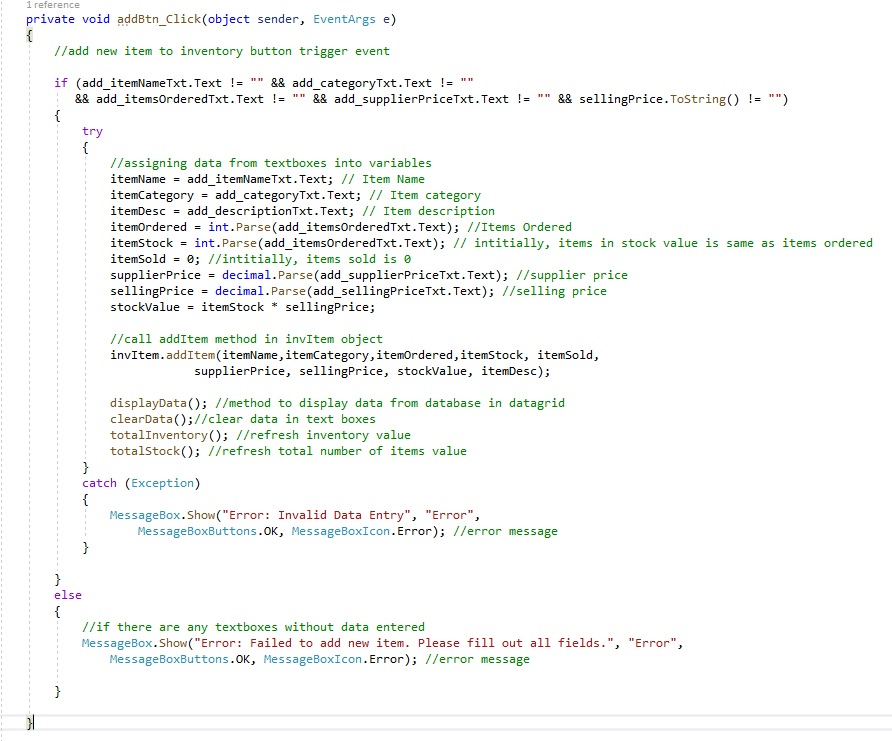 1 reference
private void addBtn_Click(object sender, EventArgs e)
{
//add new item to inventory button trigger event
if (add_itemNameTxt.Text != "" && add_categoryTxt.Text != ""
&& add_itemsOrderedTxt.Text != "" && add_supplierPriceTxt.Text != "" && sellingPrice.ToString() != "")
{
try
{
//assigning data from textboxes into variables
itemName = add_itemNameTxt.Text; // Item Name
itemCategory = add_categoryTxt.Text; // Item category
itemDesc = add_descriptionTxt.Text; // Item description
itemOrdered = int.Parse(add_itemsOrderedTxt.Text); //Items Ordered
itemStock = int.Parse(add_itemsOrderedTxt.Text); // intitially, items in stock value is same as items ordered
itemSold = 0; //intitially, items sold is 0
supplierPrice = decimal.Parse(add_supplierPriceTxt.Text); //supplier price
sellingPrice = decimal.Parse(add_sellingPriceTxt.Text); //selling price
stockValue = itemStock * sellingPrice;
//call addItem method in invItem object
invItem.addItem(itemName,itemCategory,itemOrdered,itemStock, itemSold,
supplierPrice, sellingPrice, stockValue, itemDesc);
displayData(); //method to display data from database in datagrid
clearData();//clear data in text boxes
totalInventory(); //refresh inventory value
totalStock(); //refresh total number of items value
}
catch (Exception)
{
MessageBox.Show("Error: Invalid Data Entry", "Error",
MessageBoxButtons.OK, MessageBoxIcon.Error); //error message
}
}
else
{
//if there are any textboxes without data entered
MessageBox.Show("Error: Failed to add new item. Please fill out all fields.", "Error",
MessageBoxButtons.OK, MessageBoxIcon.Error); //error message
}
}